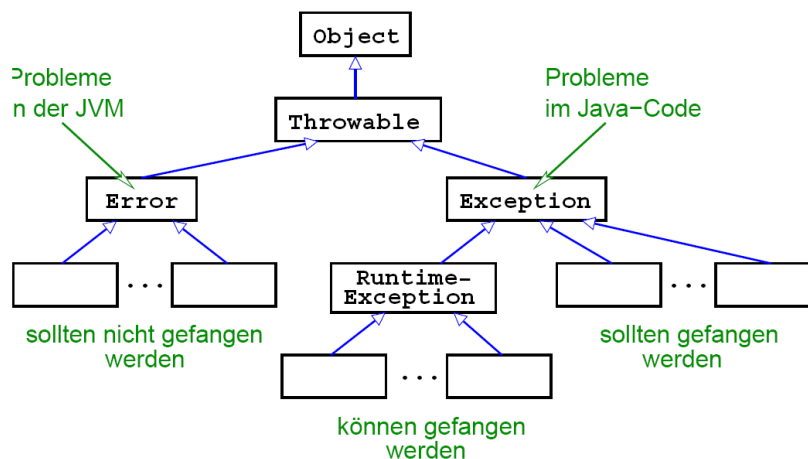 Object
Probleme
n der JVM
Probleme
im Java-Code
Throwable
Error
Exception
...
Runtime-
Exception
...
sollten nicht gefangen
werden
sollten gefangen
werden
...
können gefangen
werden